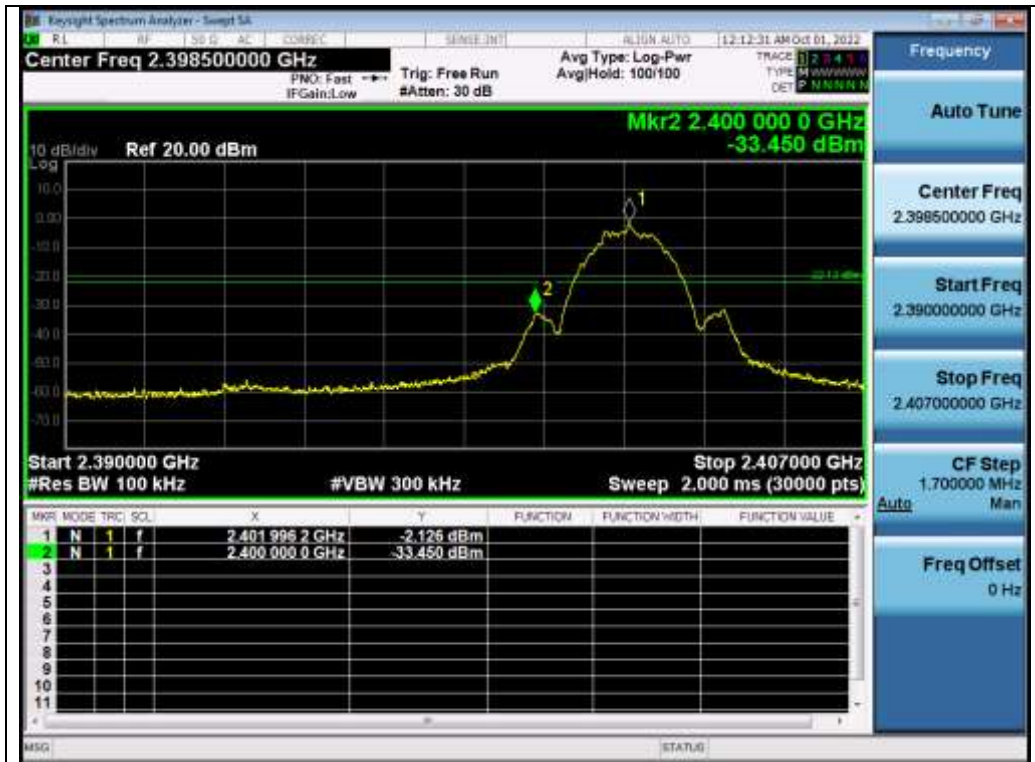 Keysight Spectrum Analyzer - Swept SA
RL RF 50 Ω AC CORREC SENSE:INT ALIGN AUTO 12:12:31 AM Oct 01, 2022
Center Freq 2.398500000 GHz
PNO: Fast
IFGain:Low
Trig: Free Run
#Atten: 30 dB
Avg Type: Log-Pwr
Avg|Hold: 100/100
TRACE 1 2 3 4 5 6
TYPE M WWWWW
DET P N N N N N
Mkr2 2.400 000 0 GHz
-33.450 dBm
10 dB/div Ref 20.00 dBm
Log
10.0
0.00
-10.0
-20.0
-30.0
-40.0
-50.0
-60.0
-70.0
1
2
Start 2.390000 GHz Stop 2.407000 GHz
#Res BW 100 kHz #VBW 300 kHz Sweep 2.000 ms (30000 pts)
MKR MODE TRC SCL X Y FUNCTION FUNCTION WIDTH FUNCTION VALUE
1 N 1 f 2.401 996 2 GHz -2.126 dBm
2 N 1 f 2.400 000 0 GHz -33.450 dBm
3
4
5
6
7
8
9
10
11
MSG STATUS
Frequency
Auto Tune
Center Freq
2.398500000 GHz
Start Freq
2.390000000 GHz
Stop Freq
2.407000000 GHz
CF Step
1.700000 MHz
Auto Man
Freq Offset
0 Hz